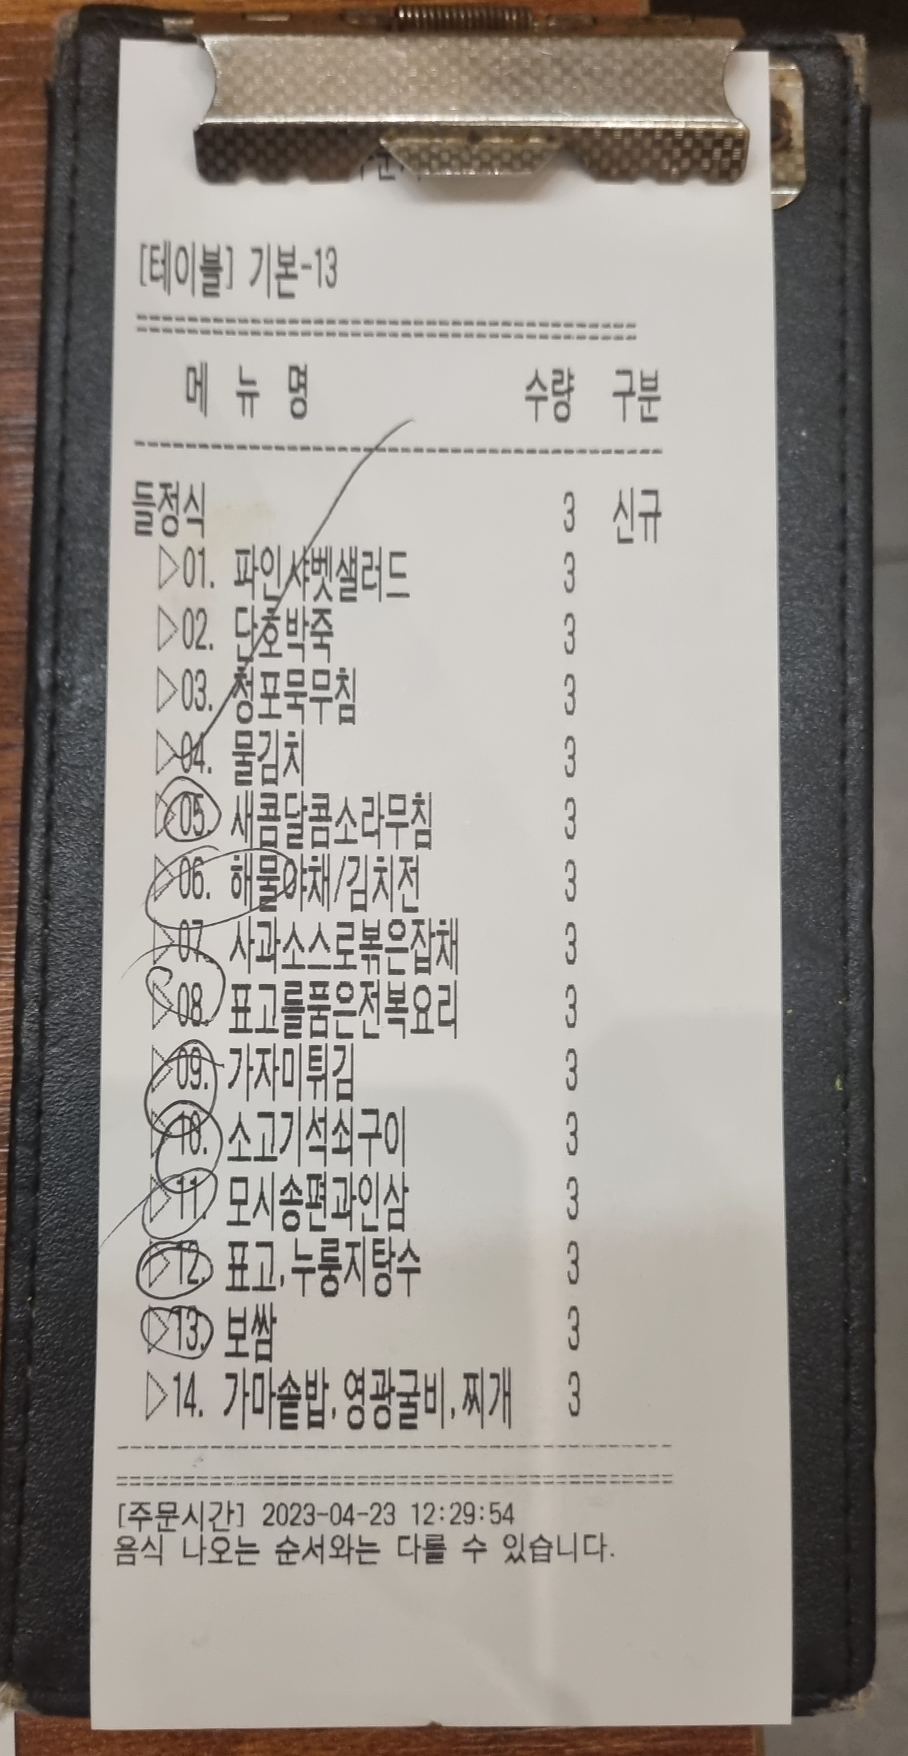 [테이블] 기본-13
메 뉴 명 수량 구분
들정식 3 신규
▷01. 파인샤벳샐러드 3
▷02. 단호박죽 3
▷03. 청포묵무침 3
▷04. 물김치 3
▷05. 새콤달콤소라무침 3
▷06. 해물야채/김치전 3
▷07. 사과소스로볶은잡채 3
▷08. 표고를품은전복요리 3
▷09. 가자미튀김 3
▷10. 소고기석쇠구이 3
▷11. 모시송편과인삼 3
▷12. 표고,누룽지탕수 3
▷13. 보쌈 3
▷14. 가마솥밥,영광굴비,찌개 3
[주문시간] 2023-04-23 12:29:54
음식 나오는 순서와는 다를 수 있습니다.